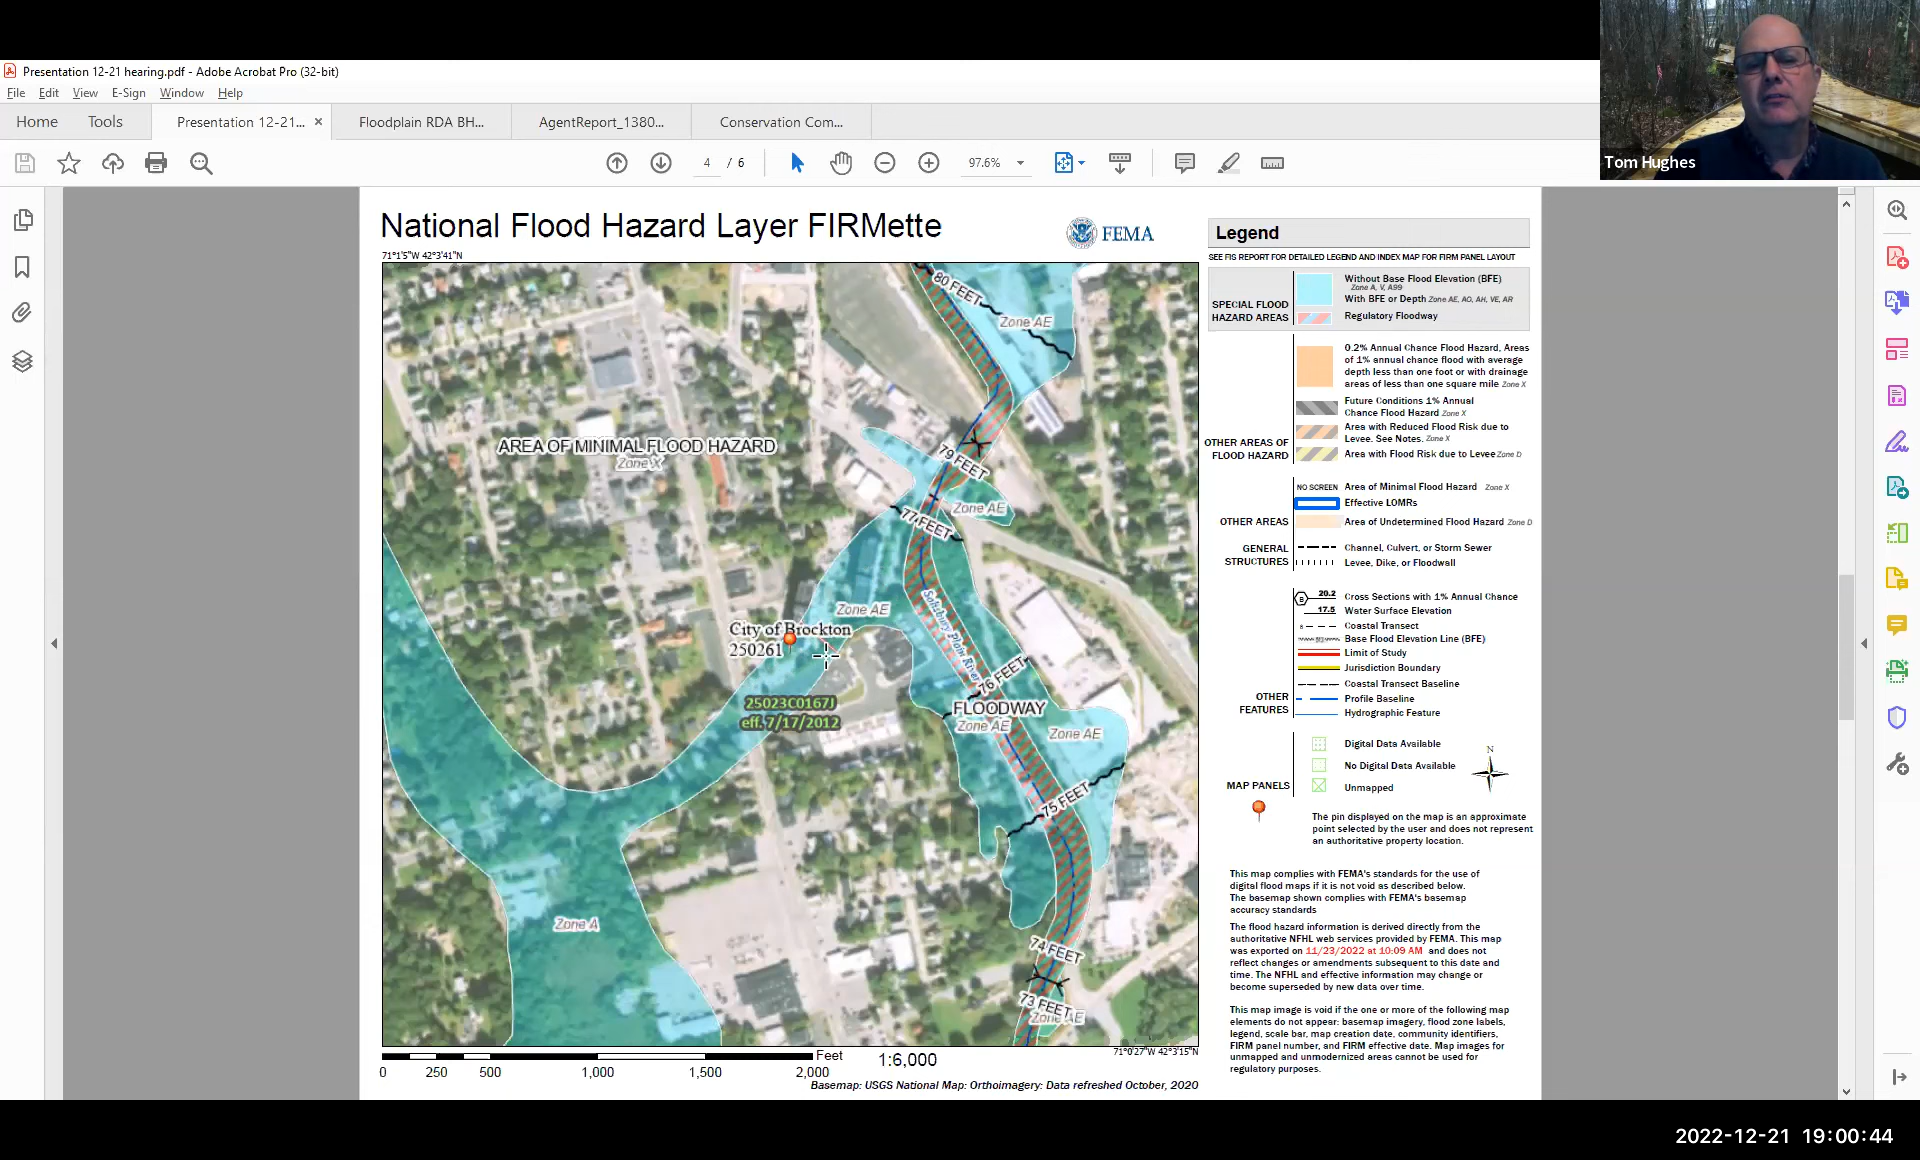 Presentation 12-21 hearing.pdf - Adobe Acrobat Pro (32-bit)
File Edit View E-Sign Window Help
Home Tools Presentation 12-21... × Floodplain RDA BH... AgentReport_1380... Conservation Com...
4 / 6 97.6%
Tom Hughes
National Flood Hazard Layer FIRMette
FEMA
71°1'5"W 42°3'41"N
80 FEET
Zone AE
AREA OF MINIMAL FLOOD HAZARD
Zone X
79 FEET
Zone AE
77 FEET
Zone AE
Salisbury Plain River
City of Brockton
250261
76 FEET
25023C0167J
eff. 7/17/2012
FLOODWAY
Zone AE
Zone AE
75 FEET
Zone A
74 FEET
73 FEET
Zone AE
Feet 1:6,000
71°0'27"W 42°3'15"N
0 250 500 1,000 1,500 2,000
Basemap: USGS National Map: Orthoimagery: Data refreshed October, 2020
Legend
SEE FIS REPORT FOR DETAILED LEGEND AND INDEX MAP FOR FIRM PANEL LAYOUT
SPECIAL FLOOD
HAZARD AREAS
Without Base Flood Elevation (BFE)
Zone A, V, A99
With BFE or Depth Zone AE, AO, AH, VE, AR
Regulatory Floodway
0.2% Annual Chance Flood Hazard, Areas
of 1% annual chance flood with average
depth less than one foot or with drainage
areas of less than one square mile Zone X
Future Conditions 1% Annual
Chance Flood Hazard Zone X
Area with Reduced Flood Risk due to
Levee. See Notes. Zone X
Area with Flood Risk due to Levee Zone D
OTHER AREAS OF
FLOOD HAZARD
NO SCREEN Area of Minimal Flood Hazard Zone X
Effective LOMRs
OTHER AREAS
Area of Undetermined Flood Hazard Zone D
GENERAL
STRUCTURES
Channel, Culvert, or Storm Sewer
Levee, Dike, or Floodwall
B 20.2 Cross Sections with 1% Annual Chance
17.5 Water Surface Elevation
8 Coastal Transect
Base Flood Elevation Line (BFE)
Limit of Study
Jurisdiction Boundary
Coastal Transect Baseline
OTHER
FEATURES
Profile Baseline
Hydrographic Feature
Digital Data Available
No Digital Data Available
Unmapped
MAP PANELS
N
The pin displayed on the map is an approximate
point selected by the user and does not represent
an authoritative property location.
This map complies with FEMA's standards for the use of
digital flood maps if it is not void as described below.
The basemap shown complies with FEMA's basemap
accuracy standards
The flood hazard information is derived directly from the
authoritative NFHL web services provided by FEMA. This map
was exported on 11/23/2022 at 10:09 AM and does not
reflect changes or amendments subsequent to this date and
time. The NFHL and effective information may change or
become superseded by new data over time.
This map image is void if the one or more of the following map
elements do not appear: basemap imagery, flood zone labels,
legend, scale bar, map creation date, community identifiers,
FIRM panel number, and FIRM effective date. Map images for
unmapped and unmodernized areas cannot be used for
regulatory purposes.
2022-12-21 19:00:44